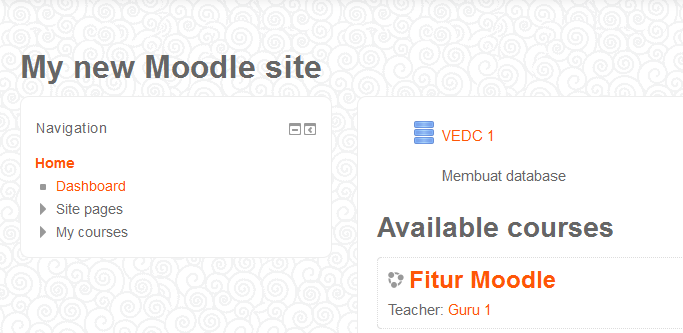 My new Moodle site
Navigation
Home
Dashboard
Site pages
My courses
VEDC 1
Membuat database
Available courses
Fitur Moodle
Teacher: Guru 1